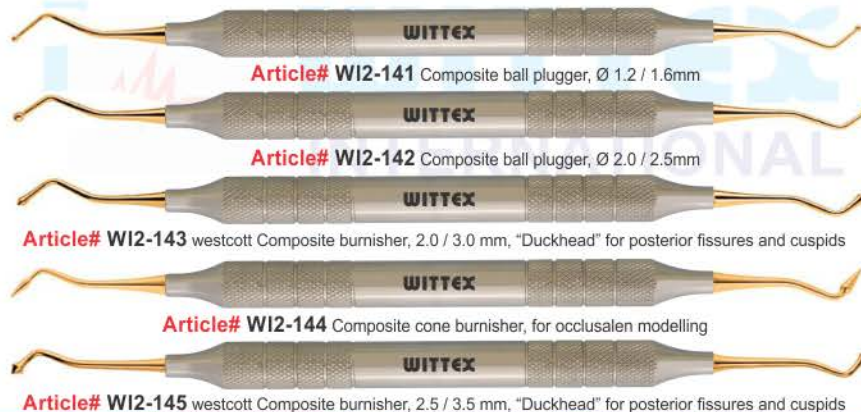 WITTEX
Article# WI2-141 Composite ball plugger, Ø 1.2 / 1.6mm
WITTEX
Article# WI2-142 Composite ball plugger, Ø 2.0 / 2.5mm
INTERNATIONAL
WITTEX
Article# WI2-143 westcott Composite burnisher, 2.0 / 3.0 mm, “Duckhead” for posterior fissures and cuspids
WITTEX
Article# WI2-144 Composite cone burnisher, for occlusalen modelling
WITTEX
Article# WI2-145 westcott Composite burnisher, 2.5 / 3.5 mm, “Duckhead” for posterior fissures and cuspids